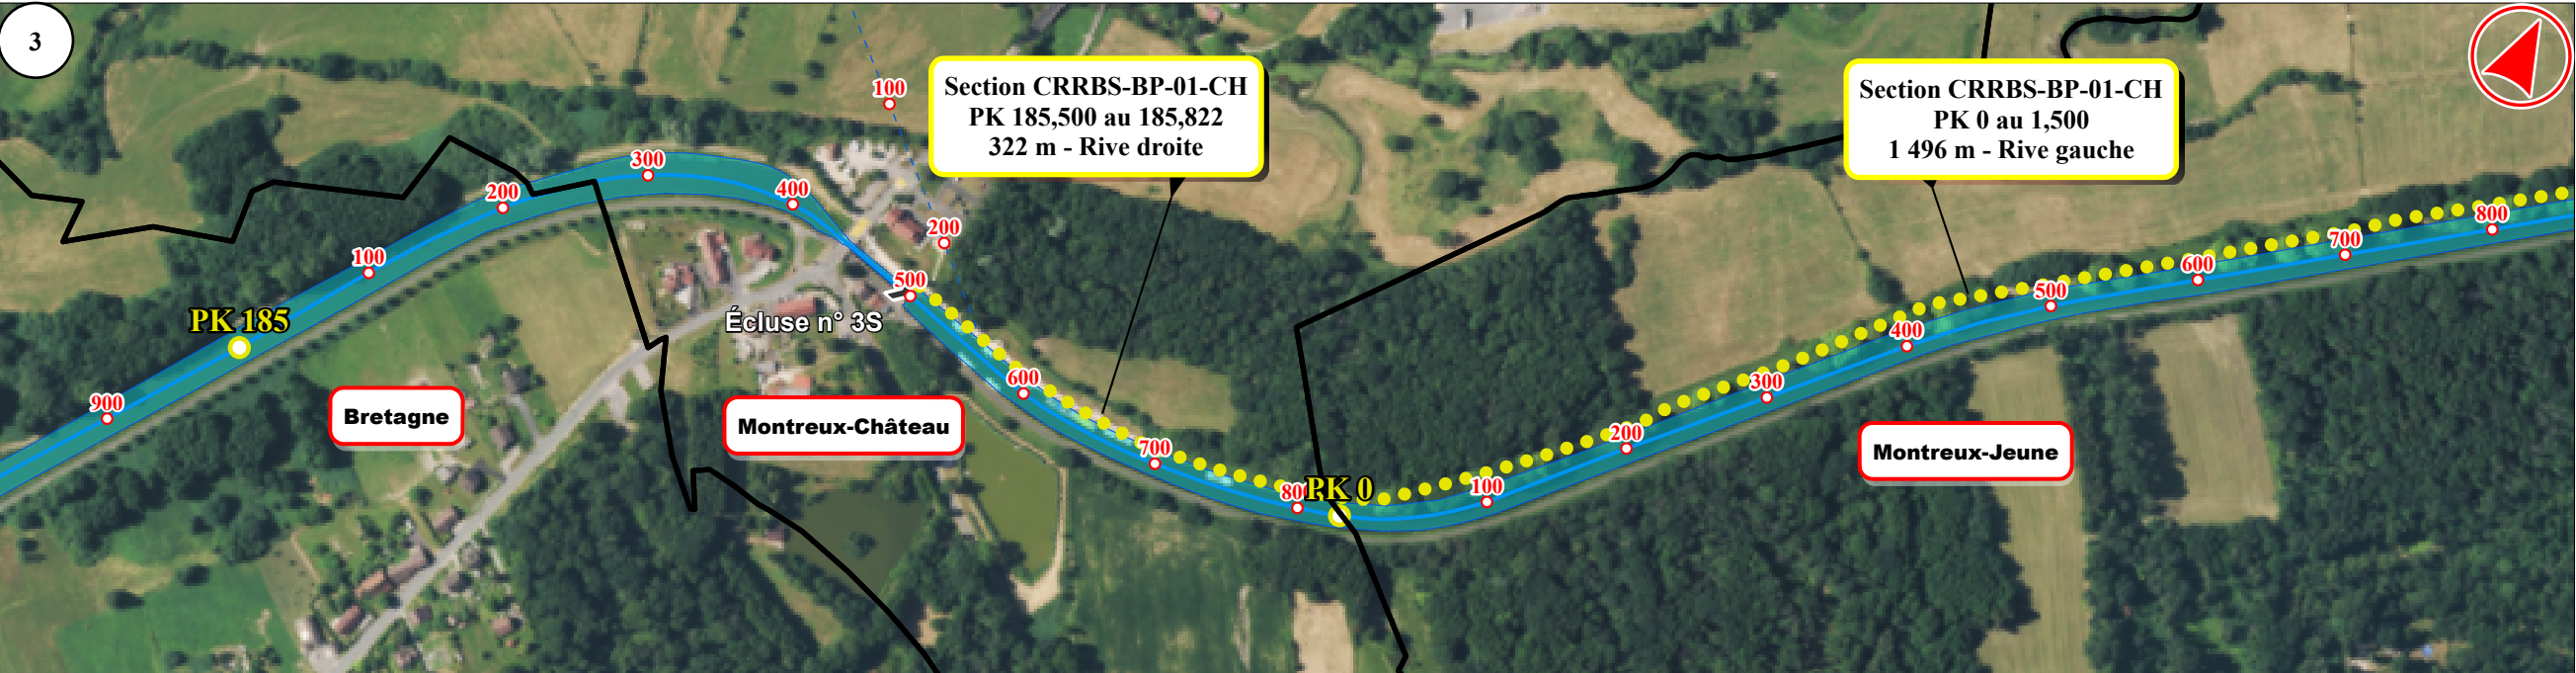 3
Section CRRBS-BP-01-CH
PK 185,500 au 185,822
322 m - Rive droite
Section CRRBS-BP-01-CH
PK 0 au 1,500
1 496 m - Rive gauche
100
200
900
PK 185
100
200
300
400
500
Écluse n° 3S
600
700
800
PK 0
100
200
300
400
500
600
700
800
Bretagne
Montreux-Château
Montreux-Jeune